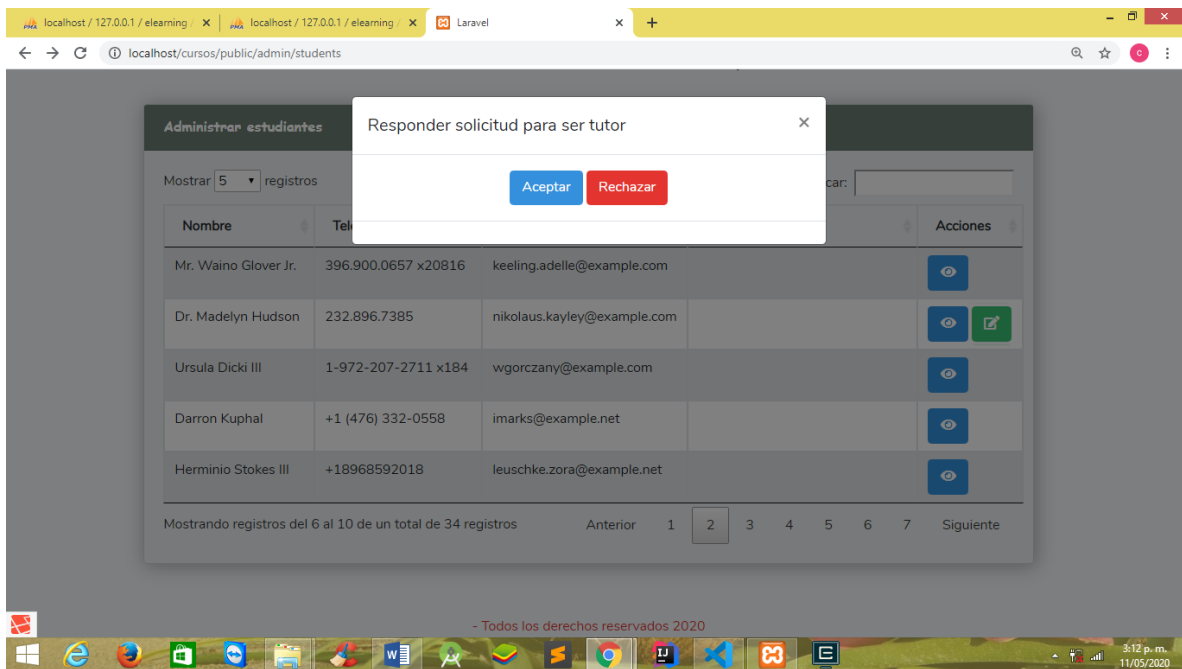 localhost / 127.0.0.1 / elearning /
localhost / 127.0.0.1 / elearning /
Laravel
localhost/cursos/public/admin/students
Administrar estudiantes
Responder solicitud para ser tutor
Aceptar Rechazar
Mostrar 5 registros
car:
Nombre Tel Acciones
Mr. Waino Glover Jr. 396.900.0657 x20816 keeling.adelle@example.com
Dr. Madelyn Hudson 232.896.7385 nikolaus.kayley@example.com
Ursula Dicki III 1-972-207-2711 x184 wgorczany@example.com
Darron Kuphal +1 (476) 332-0558 imarks@example.net
Herminio Stokes III +18968592018 leuschke.zora@example.net
Mostrando registros del 6 al 10 de un total de 34 registros Anterior 1 2 3 4 5 6 7 Siguiente
- Todos los derechos reservados 2020
3:12 p. m.
11/05/2020